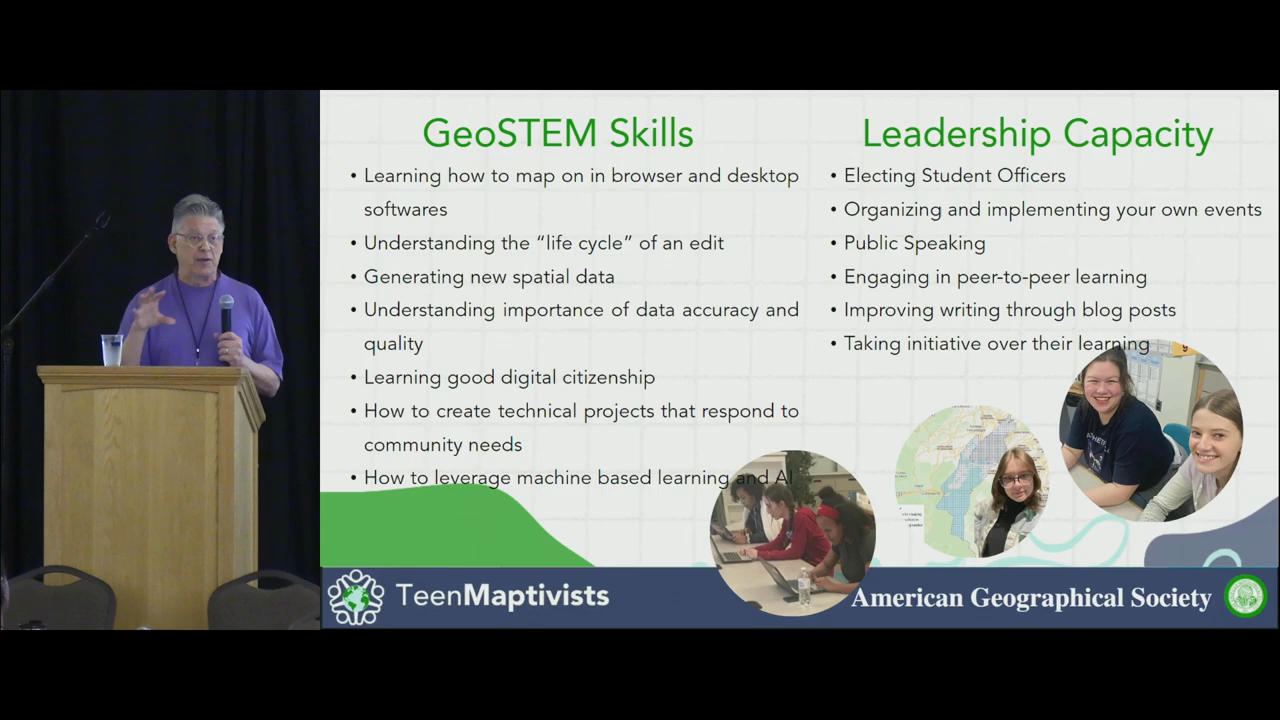 GeoSTEM Skills
• Learning how to map on in browser and desktop
softwares
• Understanding the “life cycle” of an edit
• Generating new spatial data
• Understanding importance of data accuracy and
quality
• Learning good digital citizenship
• How to create technical projects that respond to
community needs
• How to leverage machine based learning and AI
Leadership Capacity
• Electing Student Officers
• Organizing and implementing your own events
• Public Speaking
• Engaging in peer-to-peer learning
• Improving writing through blog posts
• Taking initiative over their learning
TeenMaptivists
American Geographical Society